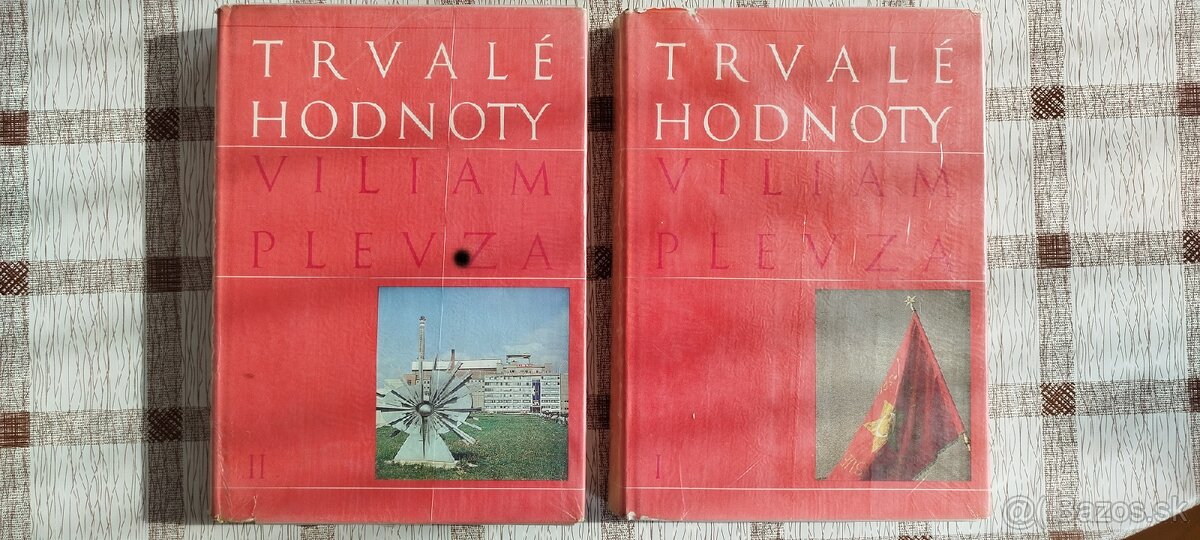 TRVALÉ
HODNOTY
VILIAM
PLEVZA
II
TRVALÉ
HODNOTY
VILIAM
PLEVZA
I
@(Bazos.sk